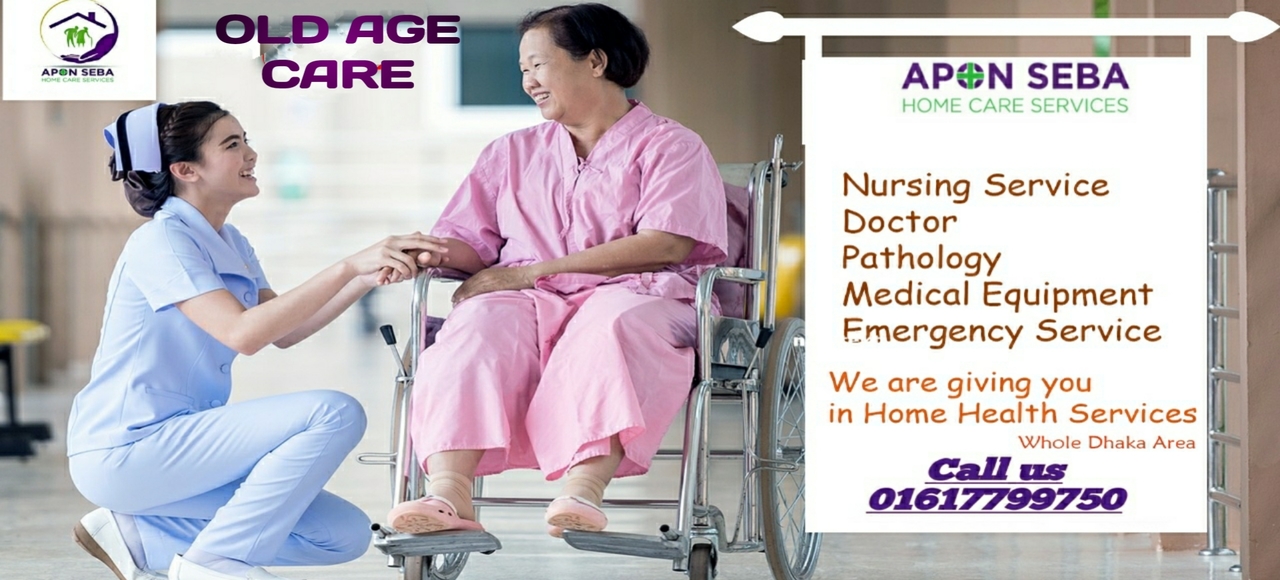 APON SEBA
HOME CARE SERVICES
OLD AGE
CARE
APON SEBA
HOME CARE SERVICES
Nursing Service
Doctor
Pathology
Medical Equipment
Emergency Service
We are giving you
in Home Health Services
Whole Dhaka Area
Call us
01617799750